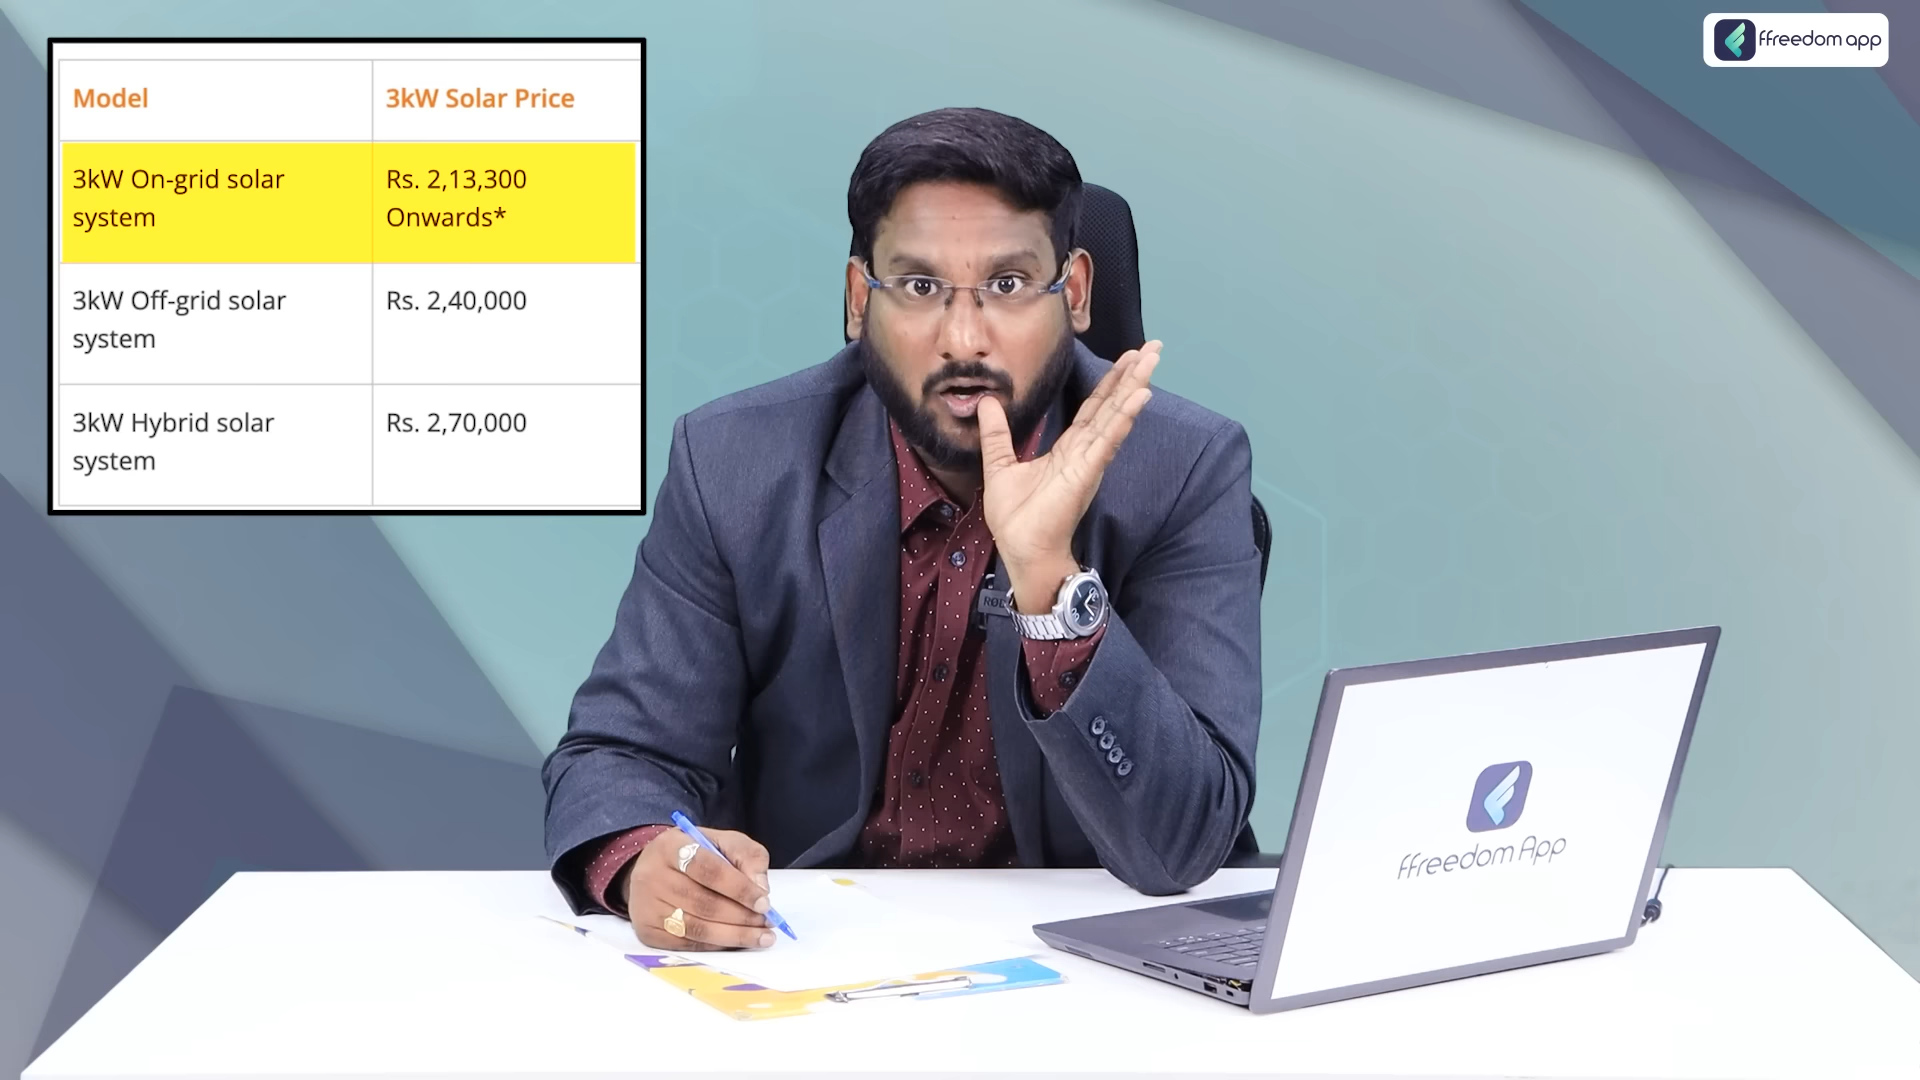 ffreedom app
Model
3kW Solar Price
3kW On-grid solar
system
Rs. 2,13,300
Onwards*
3kW Off-grid solar
system
Rs. 2,40,000
3kW Hybrid solar
system
Rs. 2,70,000
ffreedom App